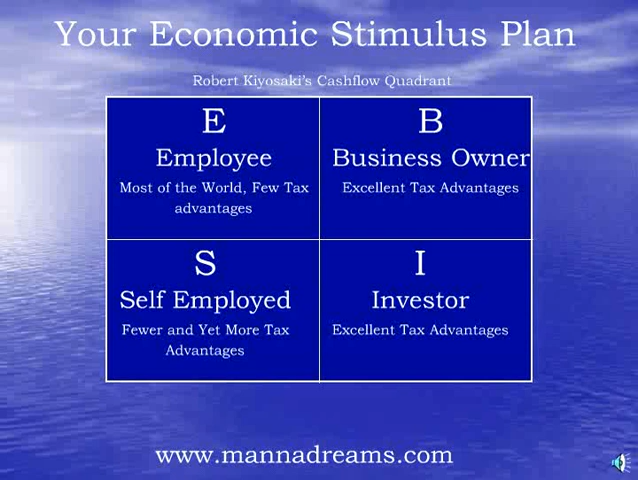 Your Economic Stimulus Plan
Robert Kiyosaki's Cashflow Quadrant
E
Employee
Most of the World, Few Tax
advantages
B
Business Owner
Excellent Tax Advantages
S
Self Employed
Fewer and Yet More Tax
Advantages
I
Investor
Excellent Tax Advantages
www.mannadreams.com